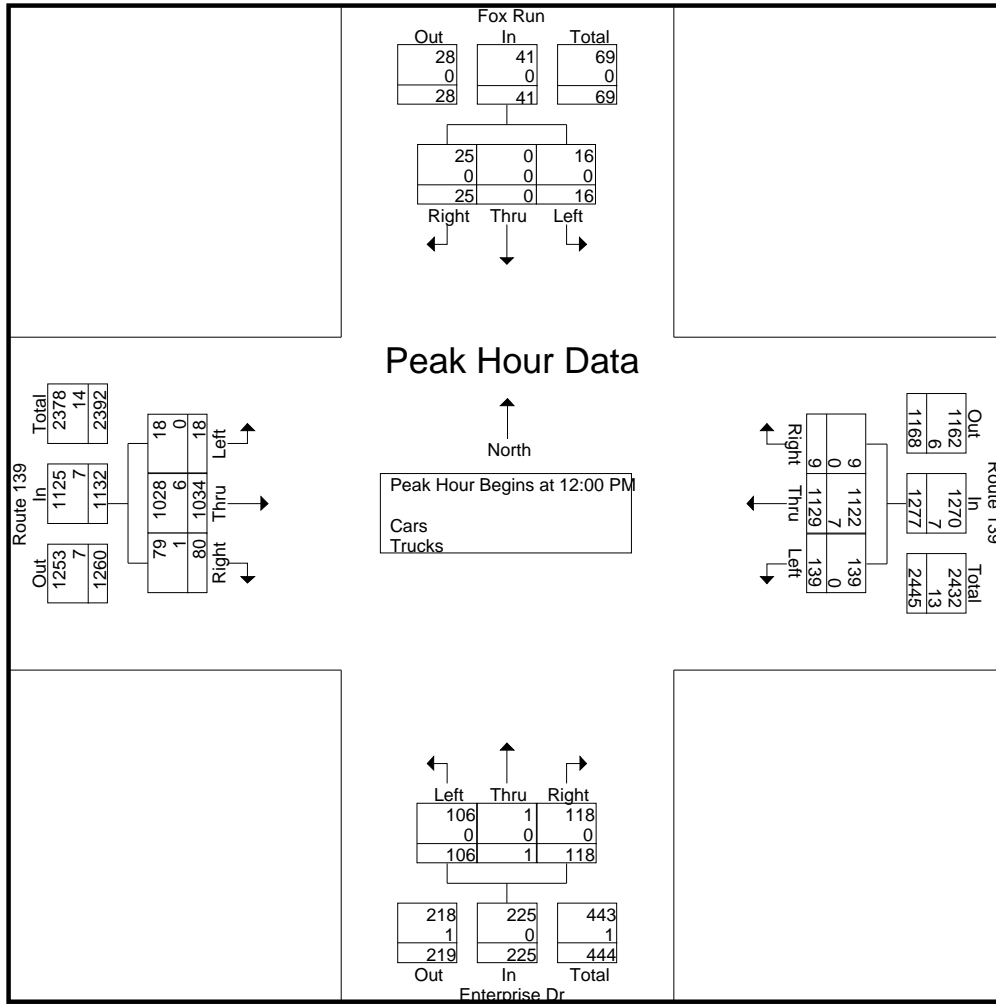 Fox Run
Out In Total
28 41 69
0 0 0
28 41 69
25 0 16
0 0 0
25 0 16
Right Thru Left
Peak Hour Data
North
Peak Hour Begins at 12:00 PM
Cars
Trucks
Route 139
Total In Out
2378 1125 1253
14 7 7
2392 1132 1260
18 1028 79
0 6 1
18 1034 80
Left Thru Right
Route 139
Out In Total
1162 1270 2432
6 7 13
1168 1277 2445
9 1122 139
0 7 0
9 1129 139
Right Thru Left
Left Thru Right
106 1 118
0 0 0
106 1 118
218 225 443
1 0 1
219 225 444
Out In Total
Enterprise Dr